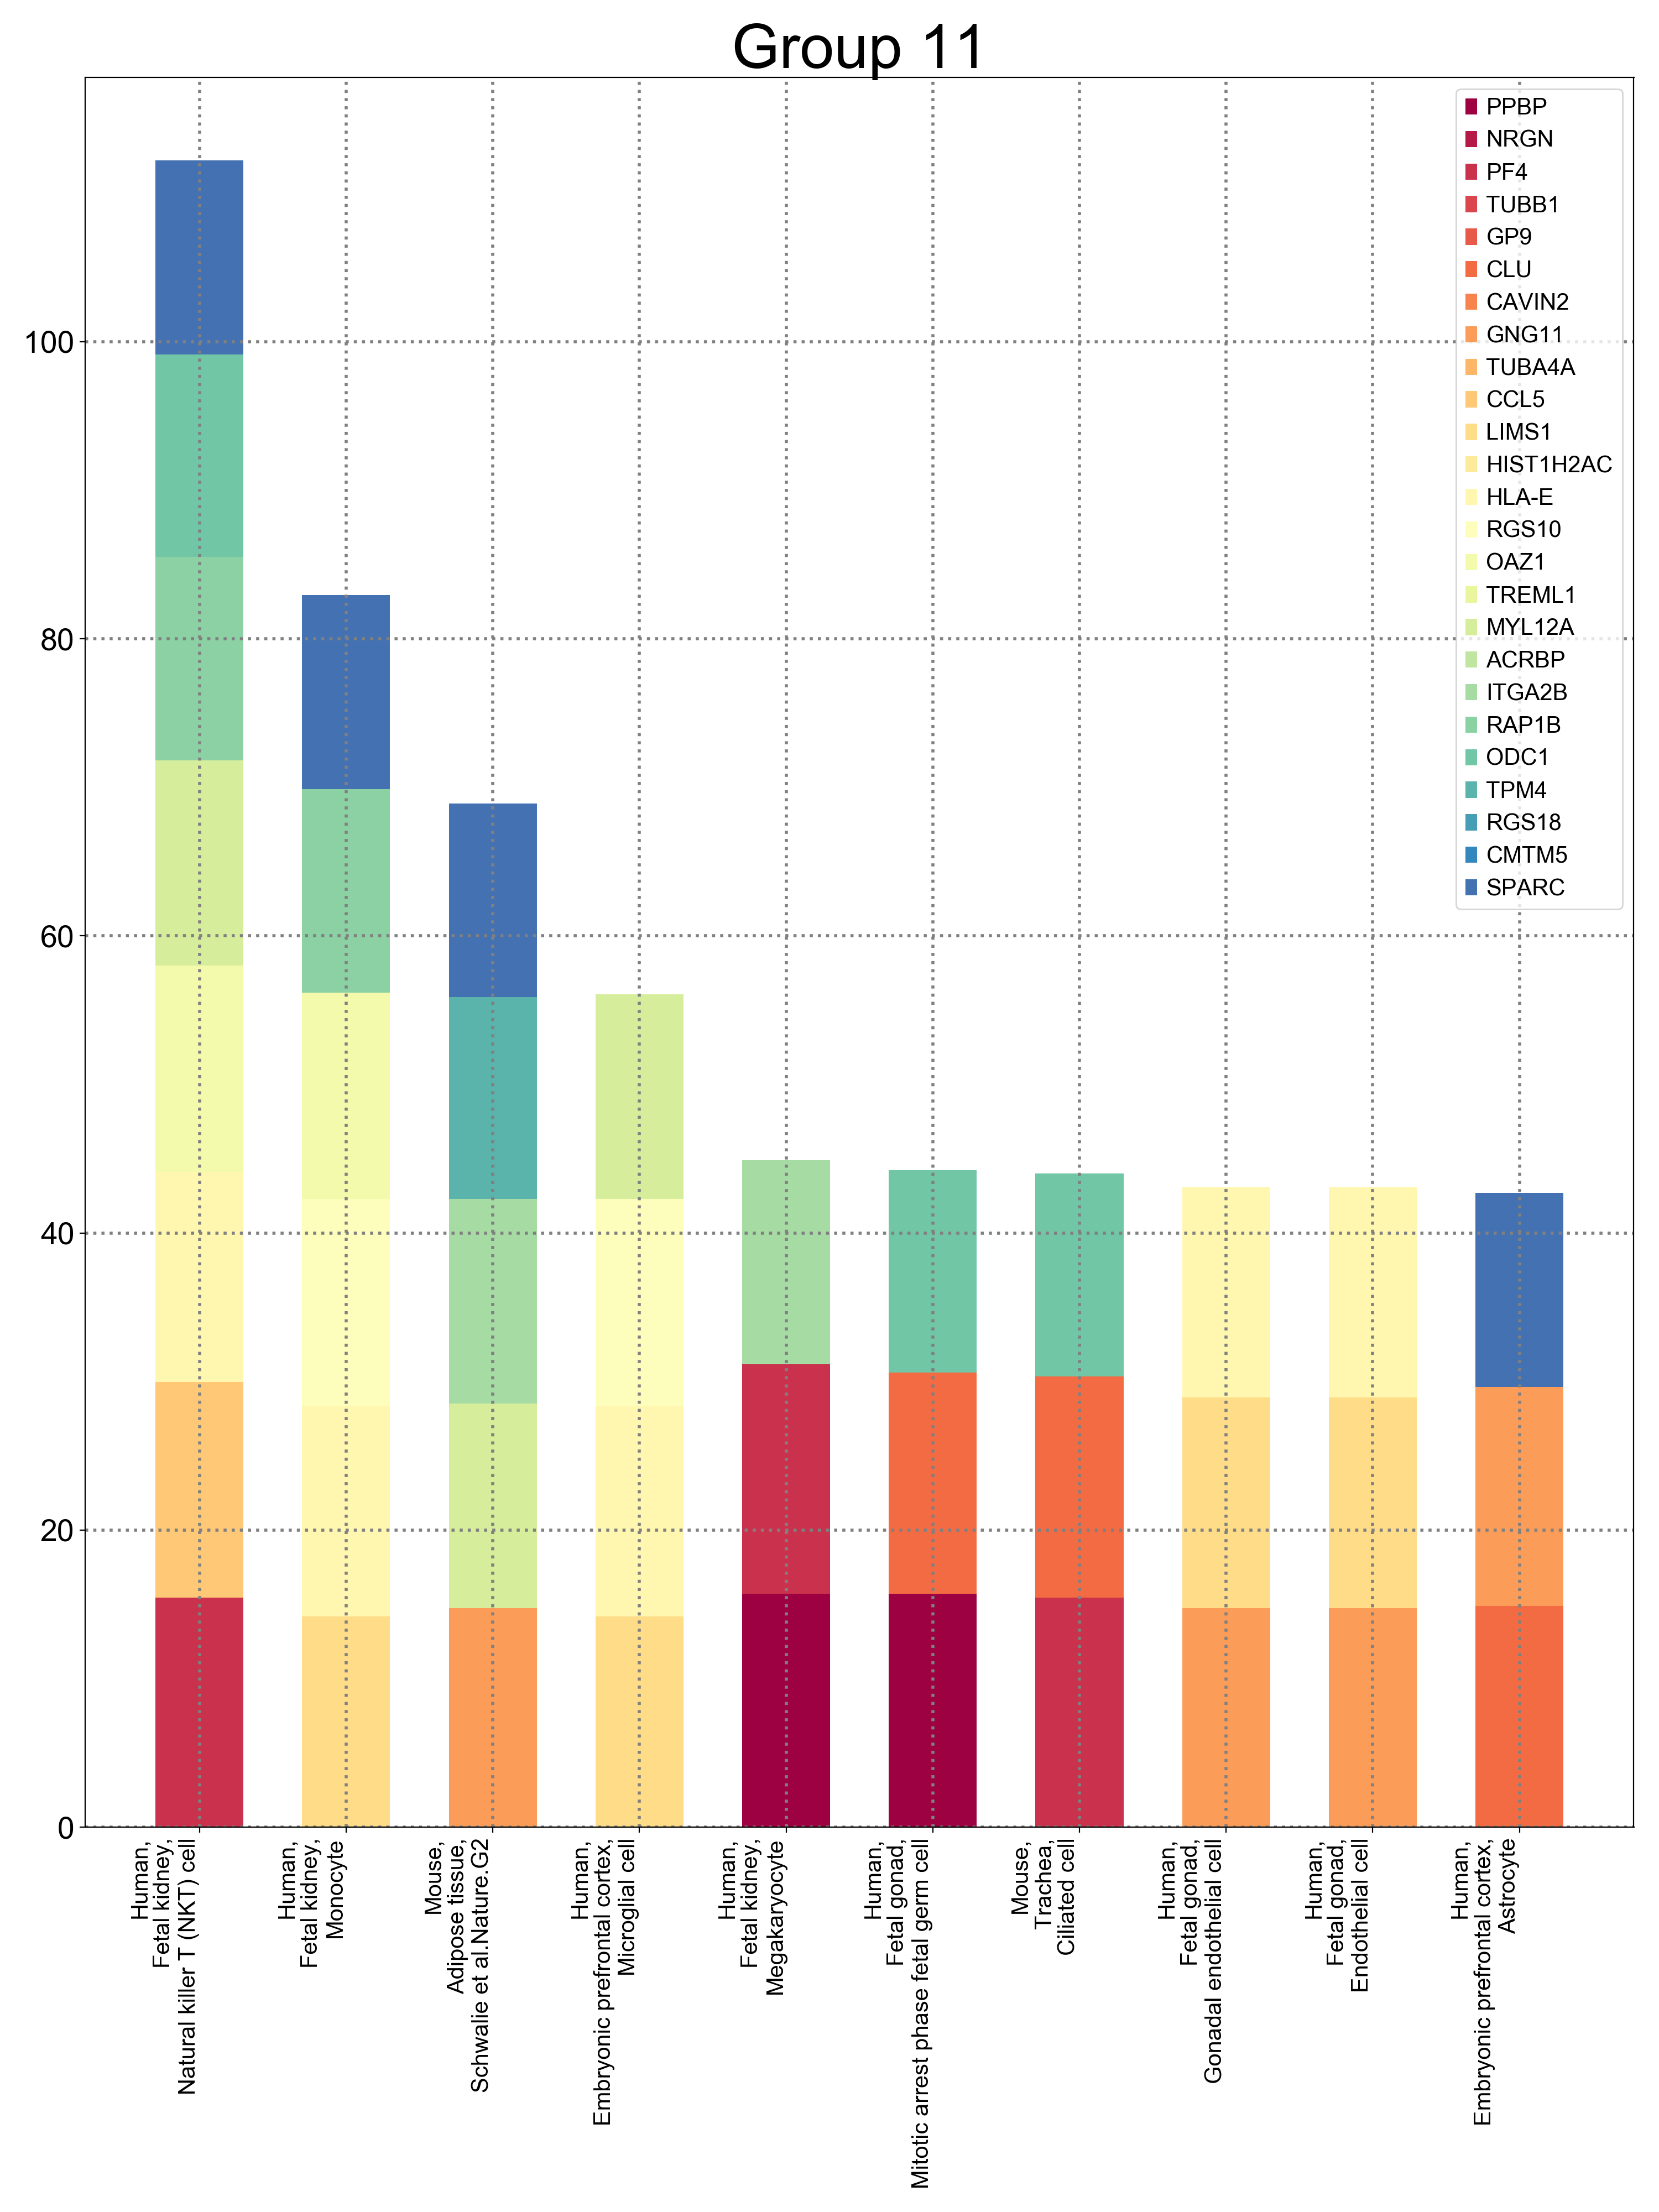 Group 11
100
80
60
40
20
0
PPBP
NRGN
PF4
TUBB1
GP9
CLU
CAVIN2
GNG11
TUBA4A
CCL5
LIMS1
HIST1H2AC
HLA-E
RGS10
OAZ1
TREML1
MYL12A
ACRBP
ITGA2B
RAP1B
ODC1
TPM4
RGS18
CMTM5
SPARC
Human,
Fetal kidney,
Natural killer T (NKT) cell
Human,
Fetal kidney,
Monocyte
Mouse,
Adipose tissue,
Schwalie et al.Nature.G2
Human,
Embryonic prefrontal cortex,
Microglial cell
Human,
Fetal kidney,
Megakaryocyte
Human,
Fetal gonad,
Mitotic arrest phase fetal germ cell
Mouse,
Trachea,
Ciliated cell
Human,
Fetal gonad,
Gonadal endothelial cell
Human,
Fetal gonad,
Endothelial cell
Human,
Embryonic prefrontal cortex,
Astrocyte